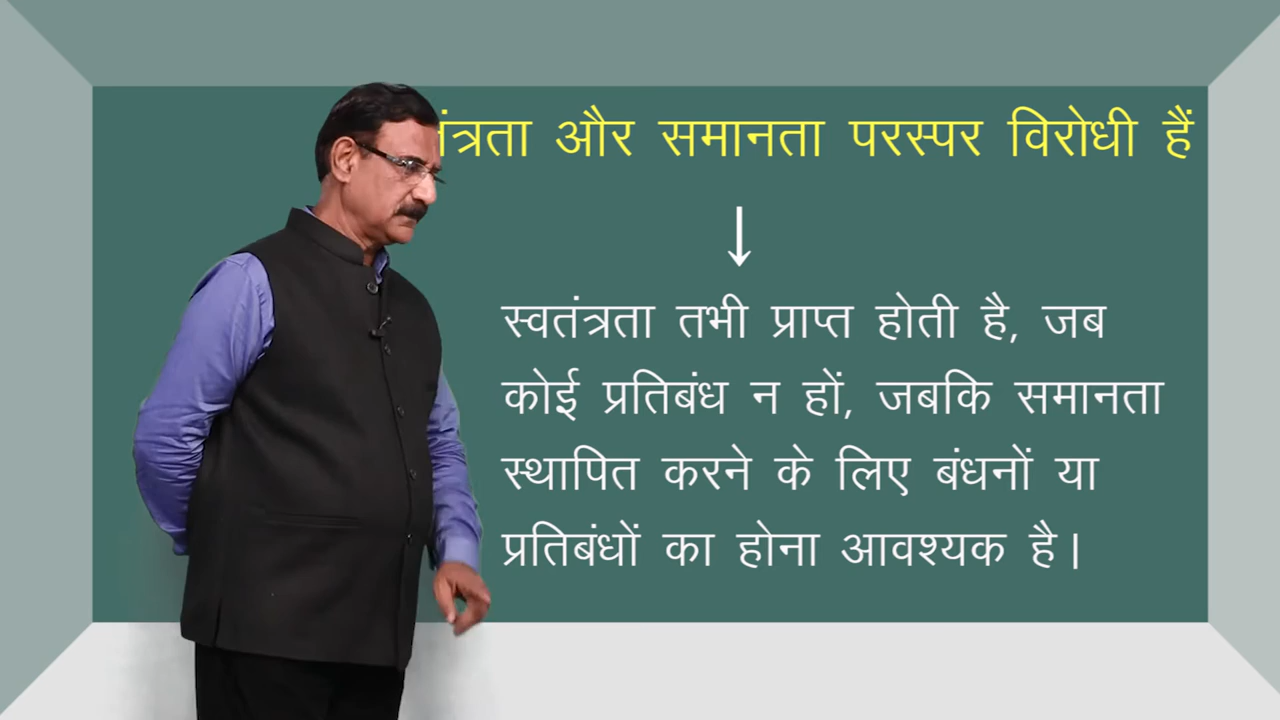 और समानता परस्पर विरोधी हैं
स्वतंत्रता तभी प्राप्त होती है, जब
कोई प्रतिबंध न हों, जबकि समानता
स्थापित करने के लिए बंधनों या
प्रतिबंधों का होना आवश्यक है।